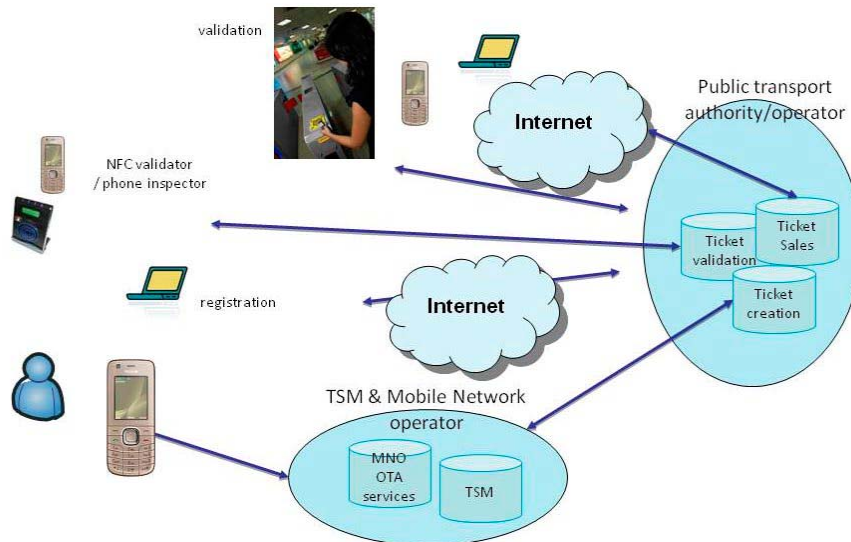 validation
Public transport
authority/operator
Internet
NFC validator
/ phone inspector
Ticket
validation
Ticket
Sales
Ticket
creation
registration
Internet
TSM & Mobile Network
operator
MNO
OTA
services
TSM